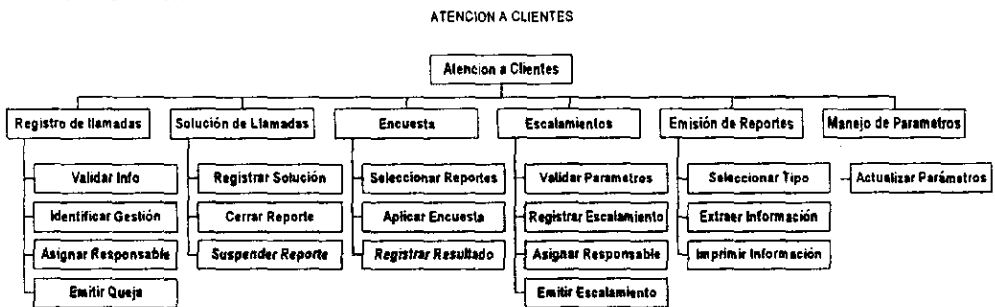 ATENCION A CLIENTES
Atencion a Clientes
Registro de llamadas
Solución de Llamadas
Encuesta
Escalamientos
Emisión de Reportes
Manejo de Parametros
Validar Info
Registrar Solución
Seleccionar Reportes
Validar Parametros
Seleccionar Tipo
Actualizar Parámetros
Identificar Gestión
Cerrar Reporte
Aplicar Encuesta
Registrar Escalamiento
Extraer Información
Asignar Responsable
Suspender Reporte
Registrar Resultado
Asignar Responsable
Imprimir Información
Emitir Queja
Emitir Escalamiento